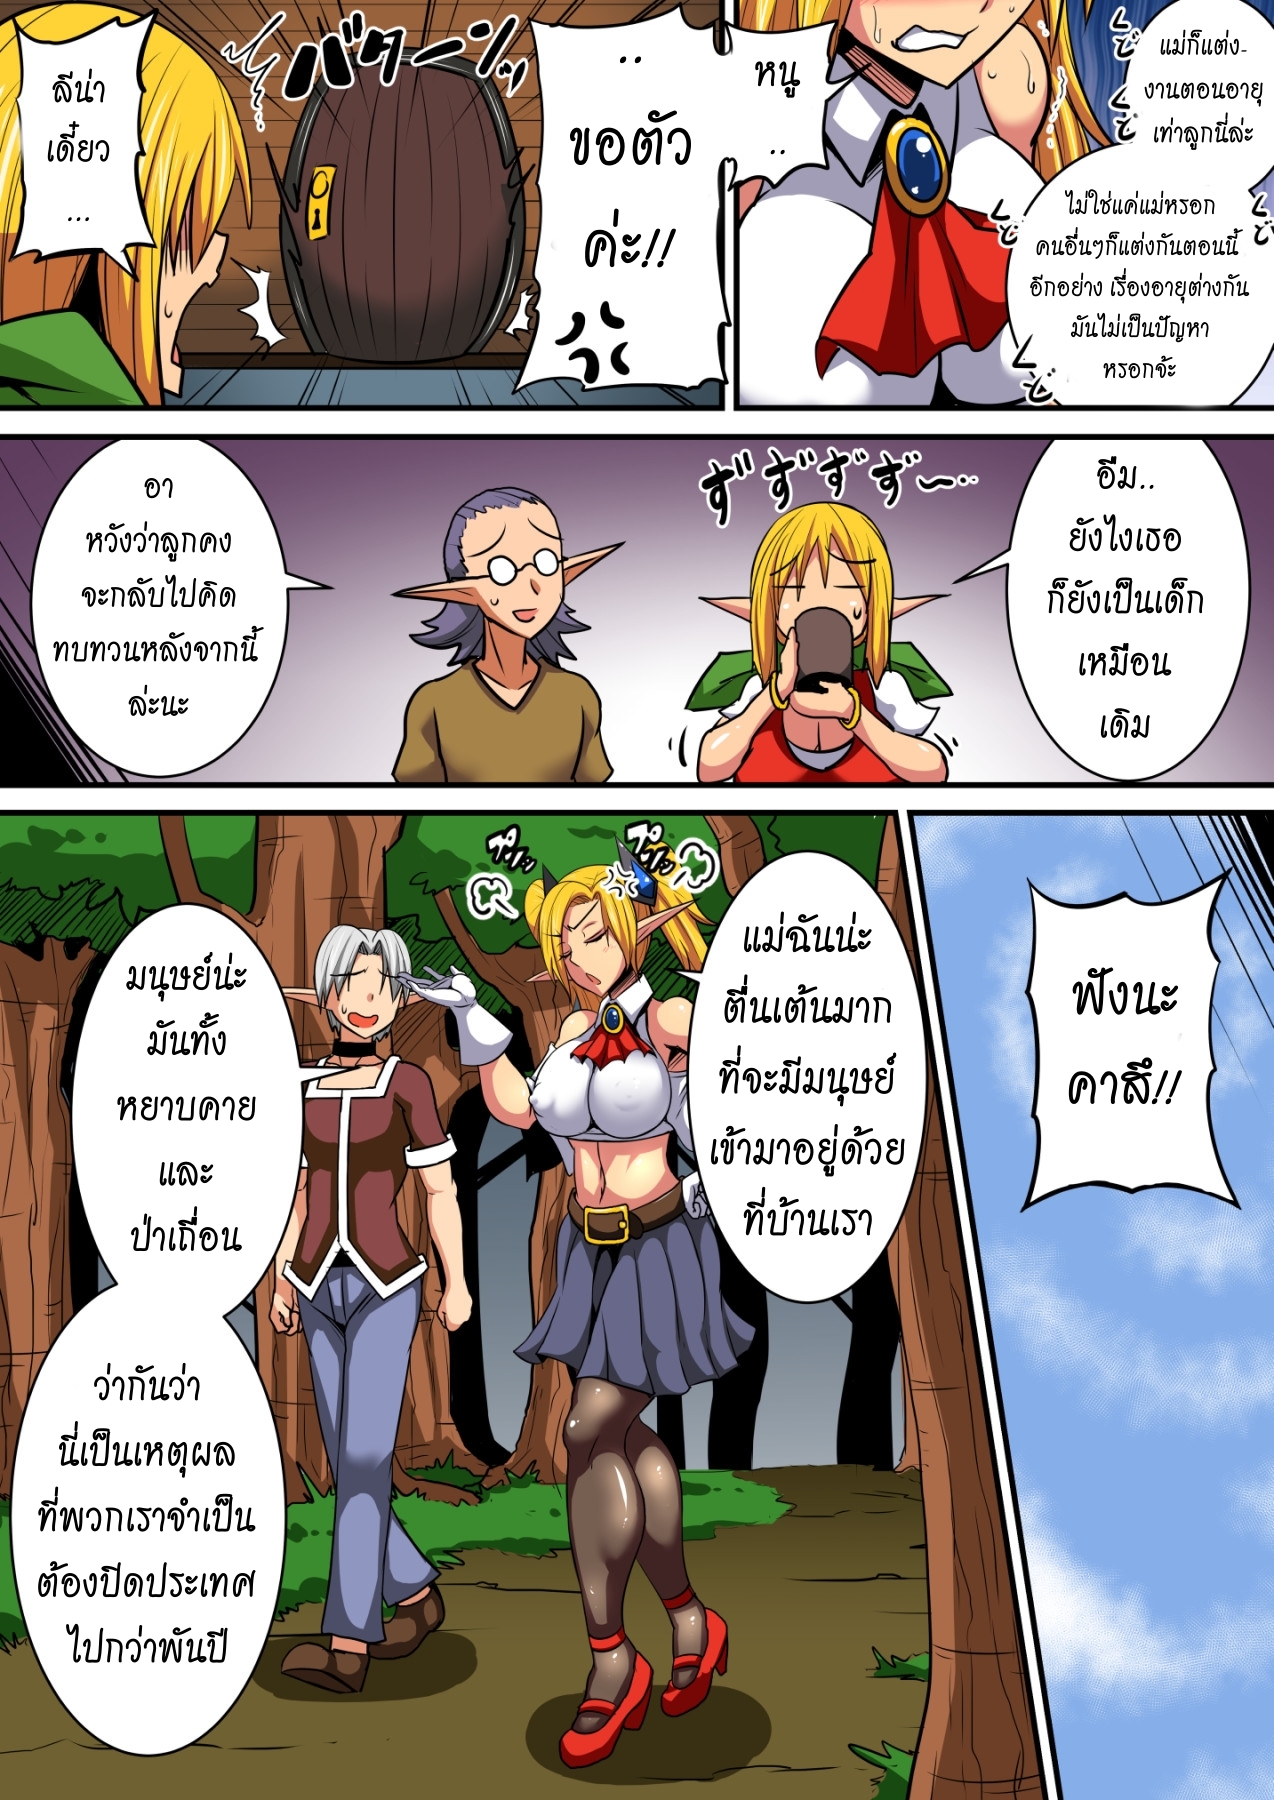 แม่ก็แต่ง-
งานตอนอายุ
เท่าลูกนี่ล่ะ
ไม่ใช่แค่แม่หรอก
คนอื่นๆก็แต่งกันตอนนี้
อีกอย่าง เรื่องอายุต่างกัน
มันไม่เป็นปัญหา
หรอกจ้ะ
หนู
..
..
ขอตัว
ค่ะ!!
バターンッ
ลีน่า
เดี๋ยว
...
อืม..
ยังไงเธอ
ก็ยังเป็นเด็ก
เหมือน
เดิม
ず ず ず ず~...
อา
หวังว่าลูกคง
จะกลับไปคิด
ทบทวนหลังจากนี้
ล่ะนะ
ฟังนะ
คาสึ!!
แม่ฉันน่ะ
ตื่นเต้นมาก
ที่จะมีมนุษย์
เข้ามาอยู่ด้วย
ที่บ้านเรา
プンッ
プンッ
มนุษย์น่ะ
มันทั้ง
หยาบคาย
และ
ป่าเถื่อน
ว่ากันว่า
นี่เป็นเหตุผล
ที่พวกเราจำเป็น
ต้องปิดประเทศ
ไปกว่าพันปี